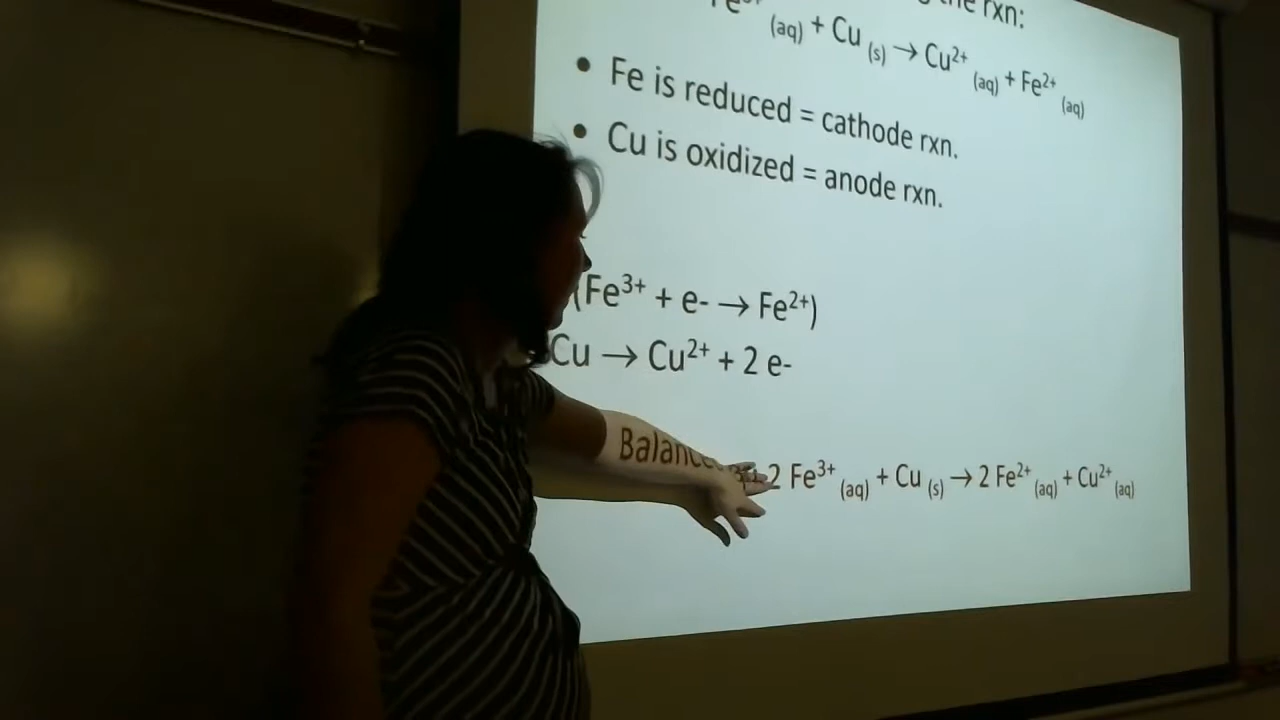 the rxn:
(aq) + Cu (s) → Cu²⁺ (aq) + Fe²⁺ (aq)
• Fe is reduced = cathode rxn.
• Cu is oxidized = anode rxn.
(Fe³⁺ + e- → Fe²⁺)
Cu → Cu²⁺ + 2 e-
2 Fe³⁺ (aq) + Cu (s) → 2 Fe²⁺ (aq) + Cu²⁺ (aq)